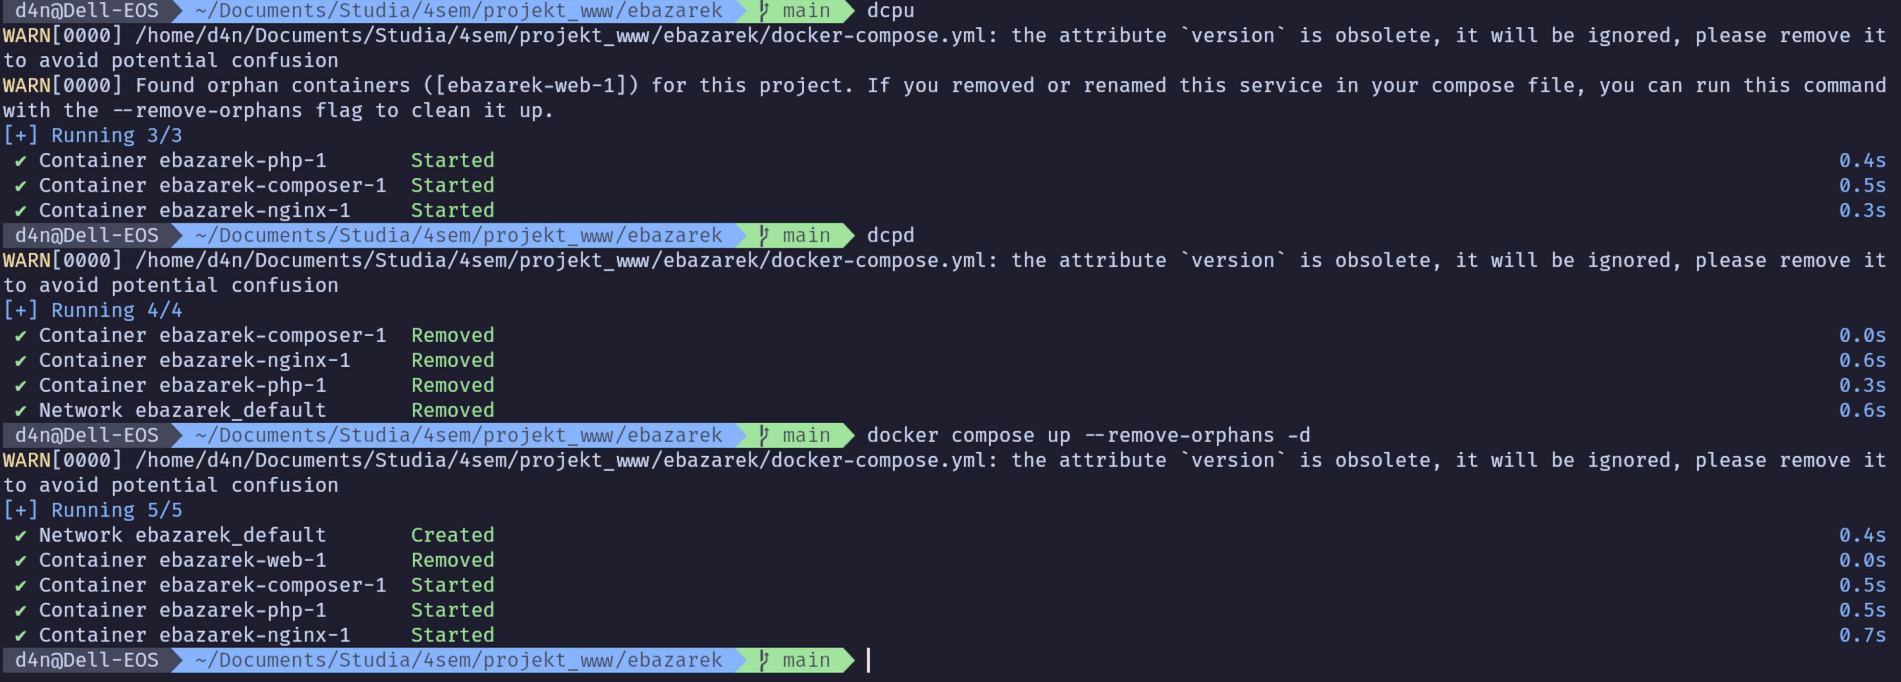 d4n@Dell-EOS ~/Documents/Studia/4sem/projekt_www/ebazarek main dcpu
WARN[0000] /home/d4n/Documents/Studia/4sem/projekt_www/ebazarek/docker-compose.yml: the attribute `version` is obsolete, it will be ignored, please remove it
to avoid potential confusion
WARN[0000] Found orphan containers ([ebazarek-web-1]) for this project. If you removed or renamed this service in your compose file, you can run this command
with the --remove-orphans flag to clean it up.
[+] Running 3/3
✔ Container ebazarek-php-1 Started 0.4s
✔ Container ebazarek-composer-1 Started 0.5s
✔ Container ebazarek-nginx-1 Started 0.3s
d4n@Dell-EOS ~/Documents/Studia/4sem/projekt_www/ebazarek main dcpd
WARN[0000] /home/d4n/Documents/Studia/4sem/projekt_www/ebazarek/docker-compose.yml: the attribute `version` is obsolete, it will be ignored, please remove it
to avoid potential confusion
[+] Running 4/4
✔ Container ebazarek-composer-1 Removed 0.0s
✔ Container ebazarek-nginx-1 Removed 0.6s
✔ Container ebazarek-php-1 Removed 0.3s
✔ Network ebazarek_default Removed 0.6s
d4n@Dell-EOS ~/Documents/Studia/4sem/projekt_www/ebazarek main docker compose up --remove-orphans -d
WARN[0000] /home/d4n/Documents/Studia/4sem/projekt_www/ebazarek/docker-compose.yml: the attribute `version` is obsolete, it will be ignored, please remove it
to avoid potential confusion
[+] Running 5/5
✔ Network ebazarek_default Created 0.4s
✔ Container ebazarek-web-1 Removed 0.0s
✔ Container ebazarek-composer-1 Started 0.5s
✔ Container ebazarek-php-1 Started 0.5s
✔ Container ebazarek-nginx-1 Started 0.7s
d4n@Dell-EOS ~/Documents/Studia/4sem/projekt_www/ebazarek main